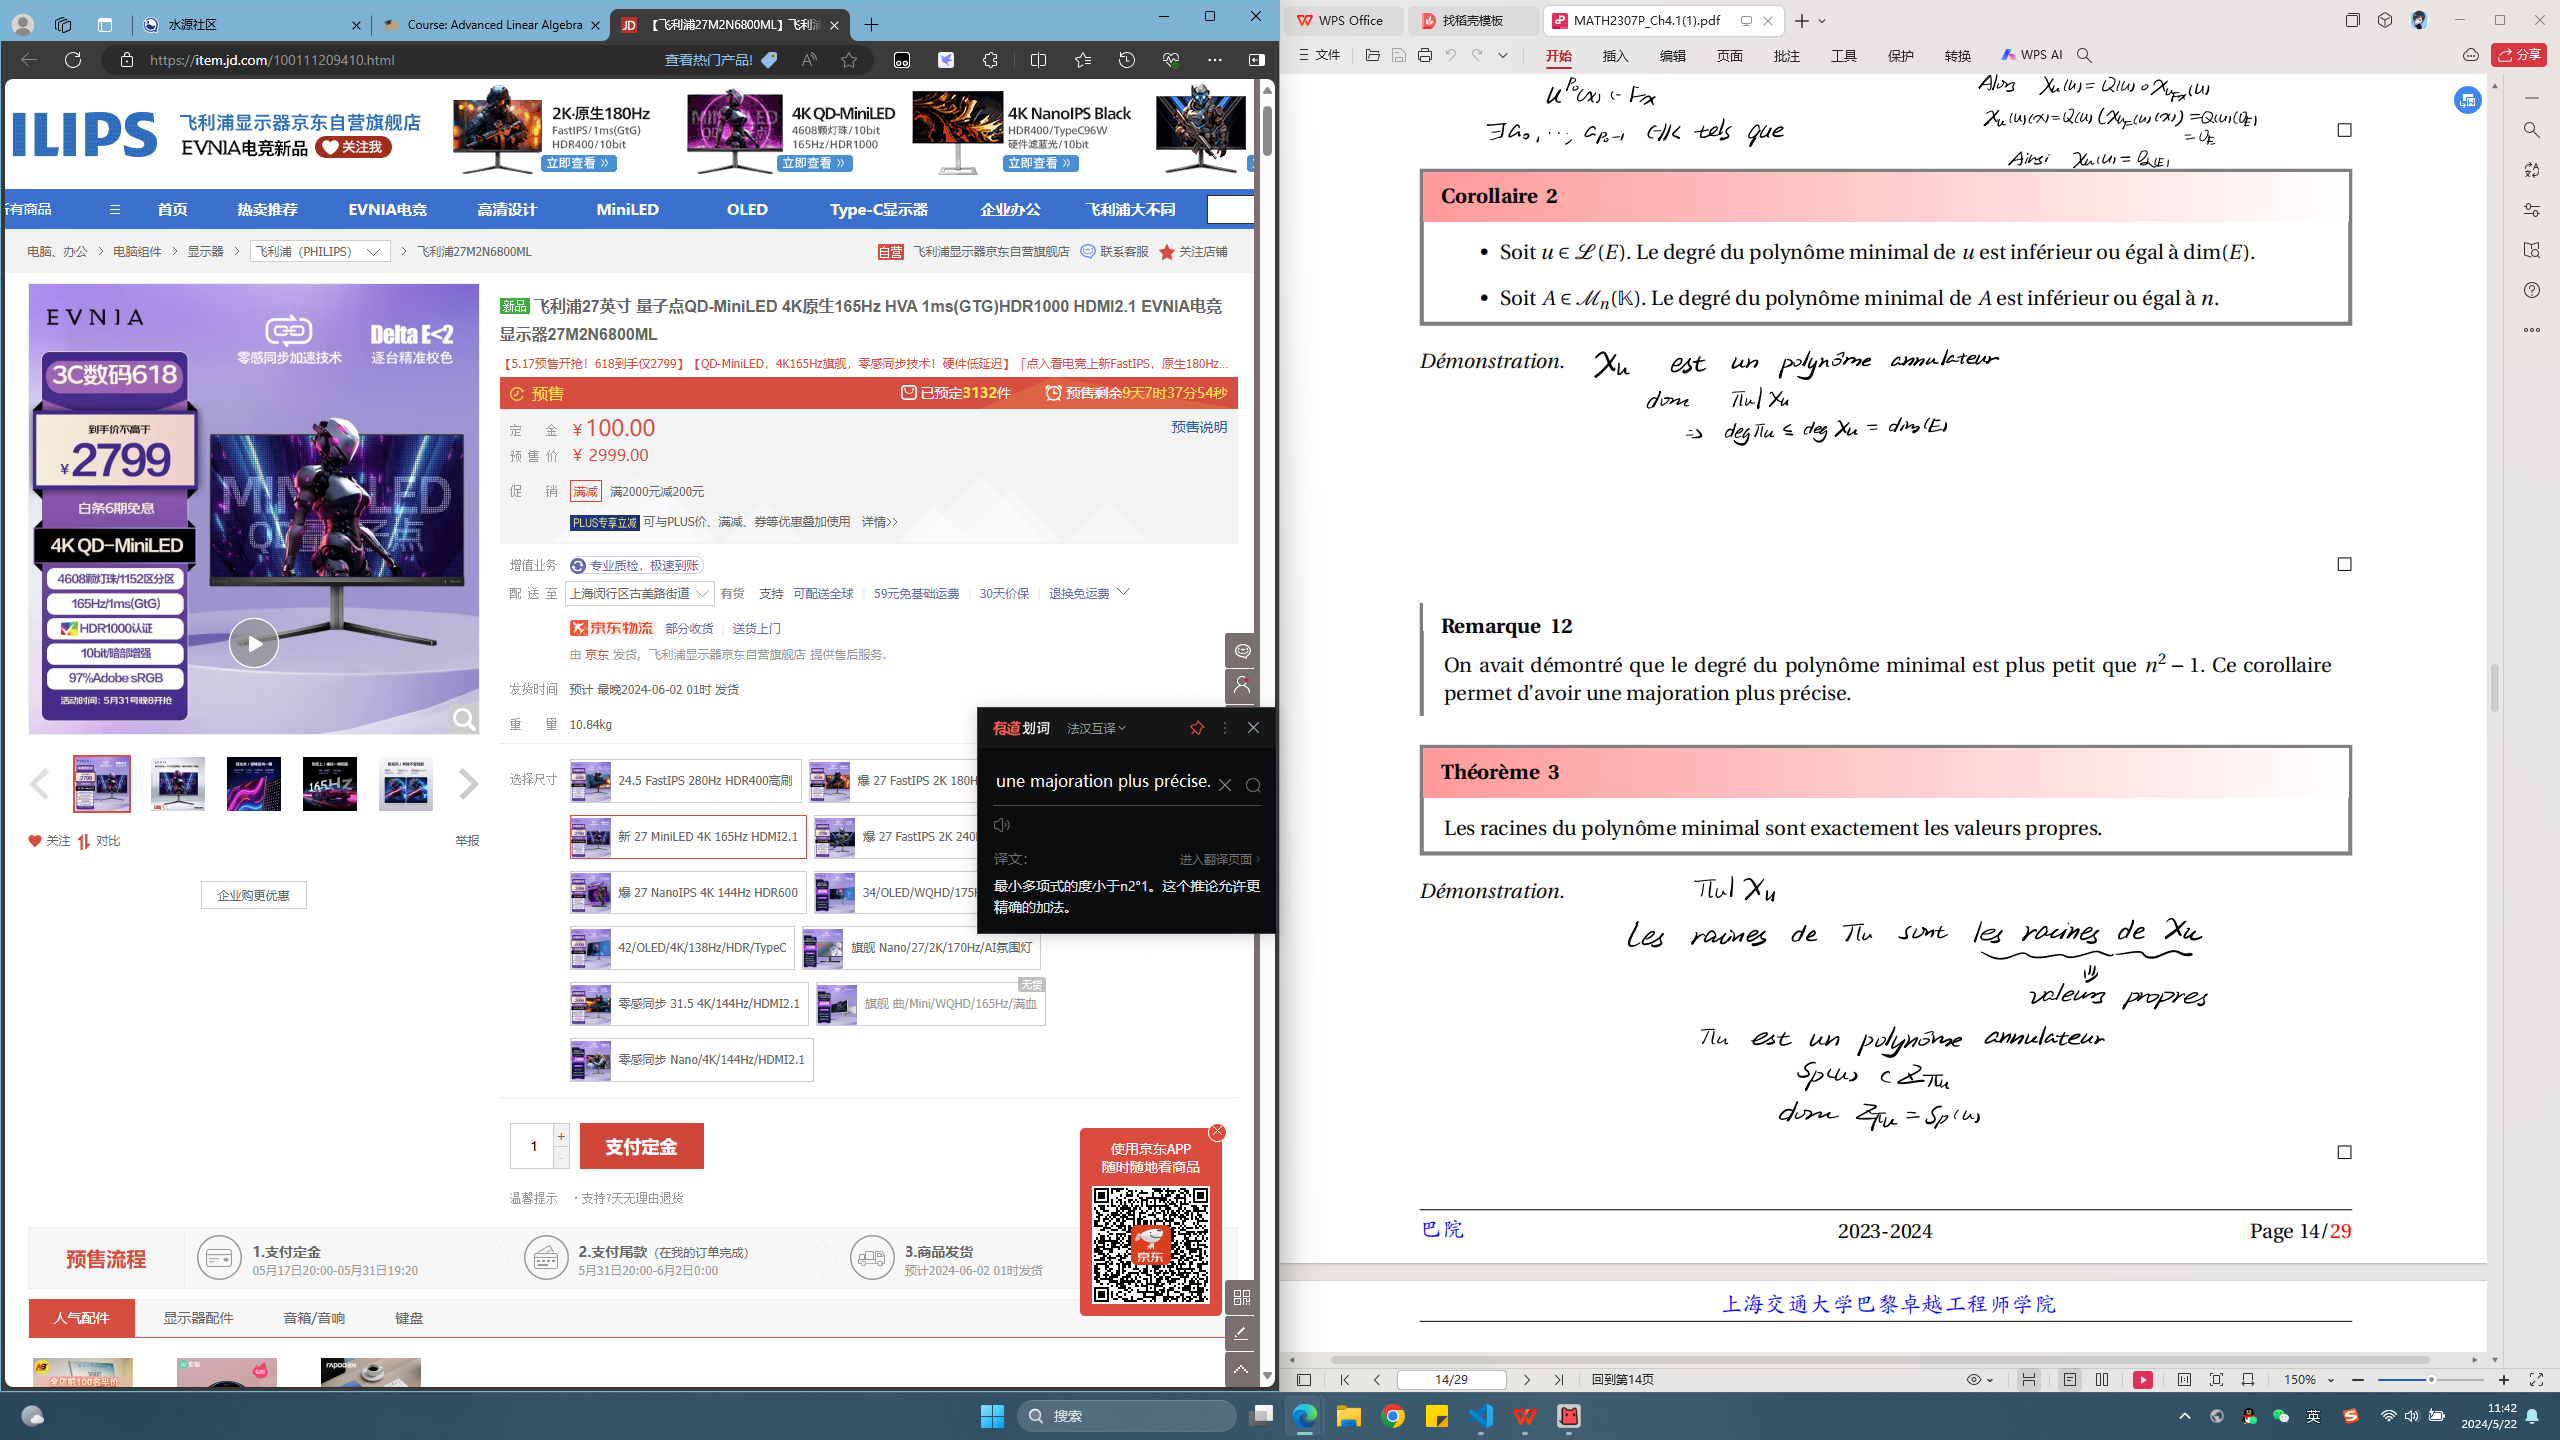 水源社区
Course: Advanced Linear Algebra
【飞利浦27M2N6800ML】飞利浦
https://item.jd.com/100111209410.html
查看热门产品!
ILIPS
飞利浦显示器京东自营旗舰店
EVNIA电竞新品 关注我
2K·原生180Hz
FastIPS/1ms(GtG)
HDR400/10bit
立即查看 »
4K QD-MiniLED
4608颗灯珠/10bit
165Hz/HDR1000
立即查看 »
4K NanoIPS Black
HDR400/TypeC96W
硬件滤蓝光/10bit
立即查看 »
所有商品
首页
热卖推荐
EVNIA电竞
高清设计
MiniLED
OLED
Type-C显示器
企业办公
飞利浦大不同
电脑、办公 > 电脑组件 > 显示器 > 飞利浦（PHILIPS） > 飞利浦27M2N6800ML
自营 飞利浦显示器京东自营旗舰店 联系客服 关注店铺
EVNIA
零感同步加速技术
Delta E<2
逐台精准校色
3C数码618
到手价不高于
¥2799
白条6期免息
4K QD-MiniLED
4608颗灯珠/1152区分区
165Hz/1ms(GtG)
HDR1000认证
10bit/暗部增强
97%Adobe sRGB
活动时间：5月31号晚8开抢
关注 对比
举报
企业购更优惠
新品 飞利浦27英寸 量子点QD-MiniLED 4K原生165Hz HVA 1ms(GTG)HDR1000 HDMI2.1 EVNIA电竞
显示器27M2N6800ML
【5.17预售开抢！618到手仅2799】【QD-MiniLED，4K165Hz旗舰，零感同步技术！硬件低延迟】「点入看电竞上新FastIPS，原生180Hz...
预售
已预定3132件
预售剩余9天7时37分54秒
定 金 ¥ 100.00
预售说明
预 售 价 ¥ 2999.00
促 销 满减 满2000元减200元
PLUS专享立减 可与PLUS价、满减、券等优惠叠加使用 详情>>
增值业务 专业质检，极速到账
配 送 至 上海闵行区古美路街道 有货 支持 可配送全球 | 59元免基础运费 | 30天价保 | 退换免运费
京东物流 部分收货 | 送货上门
由 京东 发货，飞利浦显示器京东自营旗舰店 提供售后服务.
发货时间 预计 最晚2024-06-02 01时 发货
重 量 10.84kg
选择尺寸
24.5 FastIPS 280Hz HDR400高刷
爆 27 FastIPS 2K 180H
新 27 MiniLED 4K 165Hz HDMI2.1
爆 27 FastIPS 2K 240
爆 27 NanoIPS 4K 144Hz HDR600
34/OLED/WQHD/175H
42/OLED/4K/138Hz/HDR/TypeC
旗舰 Nano/27/2K/170Hz/AI氛围灯
零感同步 31.5 4K/144Hz/HDMI2.1
无货
旗舰 曲/Mini/WQHD/165Hz/满血
零感同步 Nano/4K/144Hz/HDMI2.1
1
+
-
支付定金
温馨提示 · 支持7天无理由退货
预售流程
1.支付定金
05月17日20:00-05月31日19:20
2.支付尾款（在我的订单完成）
5月31日20:00-6月2日0:00
3.商品发货
预计2024-06-02 01时发货
使用京东APP
随时随地看商品
京东
人气配件
显示器配件
音箱/音响
键盘
有道 划词 法汉互译
une majoration plus précise.
译文：
进入翻译页面 >
最小多项式的度小于n2°1。这个推论允许更
精确的加法。
WPS Office
找稻壳模板
MATH2307P_Ch4.1(1).pdf
文件
开始
插入
编辑
页面
批注
工具
保护
转换
WPS AI
分享
∃ a₀, ..., a_{p₀-1} ∈ K tels que
Alors χu(u) = Q(u) ∘ χu_{Fx}(u)
Ainsi χu(u) = 0_{L(E)}
Corollaire 2
• Soit u ∈ ℒ(E). Le degré du polynôme minimal de u est inférieur ou égal à dim(E).
• Soit A ∈ ℳn(𝕂). Le degré du polynôme minimal de A est inférieur ou égal à n.
Démonstration. χu est un polynôme annulateur
donc πu | χu
⇒ deg πu ≤ deg χu = dim(E)
Remarque 12
On avait démontré que le degré du polynôme minimal est plus petit que n² – 1. Ce corollaire
permet d’avoir une majoration plus précise.
Théorème 3
Les racines du polynôme minimal sont exactement les valeurs propres.
Démonstration. πu | χu
Les racines de πu sont les racines de χu
valeurs propres
πu est un polynôme annulateur
Sp(u) ⊂ Zπu
donc Zπu = Sp(u)
巴院
2023-2024
Page 14/29
上海交通大学巴黎卓越工程师学院
14/29
回到第14页
150%
搜索
英
11:42
2024/5/22